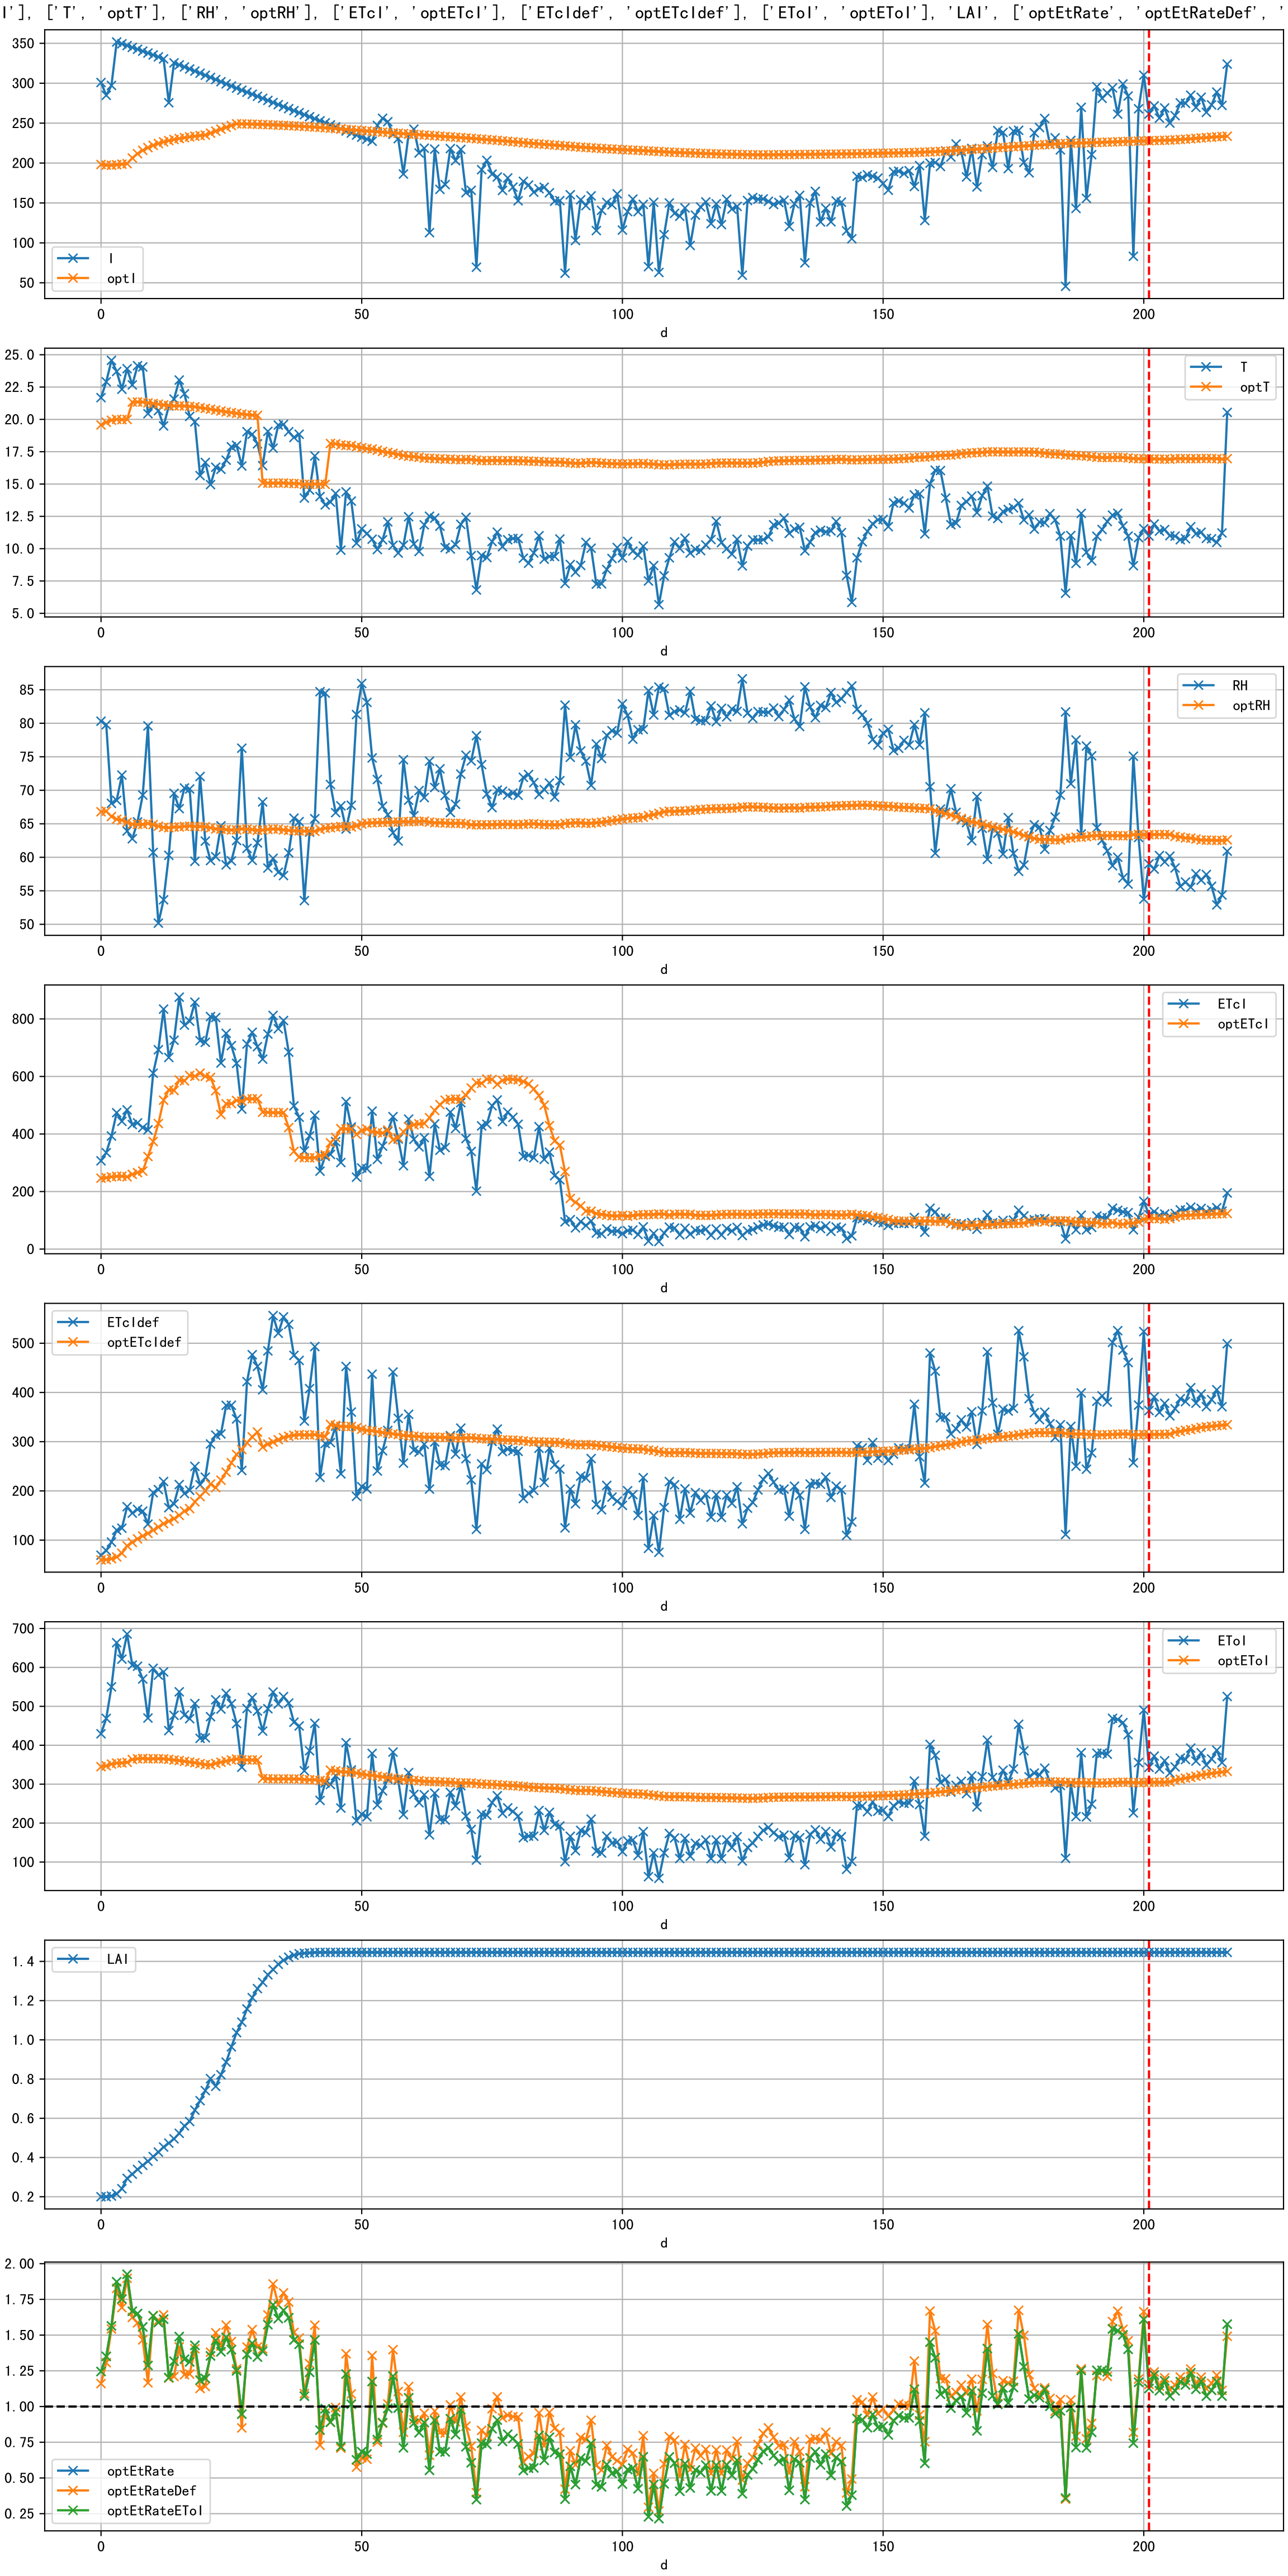 I'], ['T', 'optT'], ['RH', 'optRH'], ['ETcI', 'optETcI'], ['ETcIdef', 'optETcIdef'], ['EToI', 'optEToI'], 'LAI', ['optEtRate', 'optEtRateDef', '
350
300
250
200
150
100
50
I
optI
0 50 100 150 200
d
25.0
22.5
20.0
17.5
15.0
12.5
10.0
7.5
5.0
T
optT
0 50 100 150 200
d
85
80
75
70
65
60
55
50
RH
optRH
0 50 100 150 200
d
800
600
400
200
0
ETcI
optETcI
0 50 100 150 200
d
500
400
300
200
100
ETcIdef
optETcIdef
0 50 100 150 200
d
700
600
500
400
300
200
100
EToI
optEToI
0 50 100 150 200
d
1.4
1.2
1.0
0.8
0.6
0.4
0.2
LAI
0 50 100 150 200
d
2.00
1.75
1.50
1.25
1.00
0.75
0.50
0.25
optEtRate
optEtRateDef
optEtRateEToI
0 50 100 150 200
d